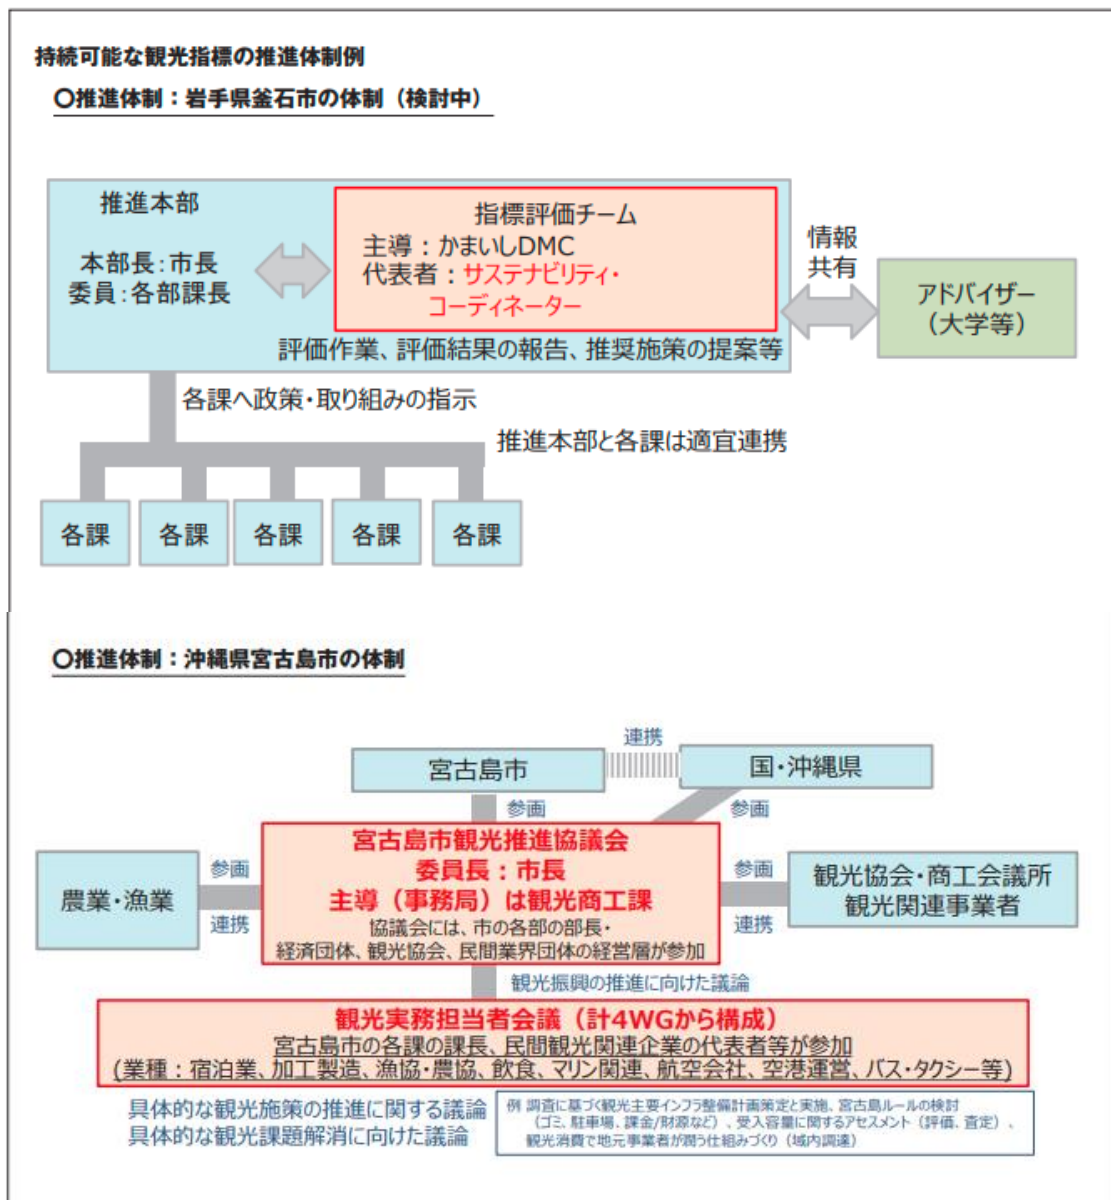 持続可能な観光指標の推進体制例
〇推進体制：岩手県釜石市の体制（検討中）
推進本部
本部長：市長
委員：各部課長
指標評価チーム
主導：かまいしDMC
代表者：サステナビリティ・
コーディネーター
評価作業、評価結果の報告、推奨施策の提案等
情報
共有
アドバイザー
（大学等）
各課へ政策・取り組みの指示
推進本部と各課は適宜連携
各課
各課
各課
各課
各課
〇推進体制：沖縄県宮古島市の体制
宮古島市
連携
国・沖縄県
参画
参画
農業・漁業
参画
連携
宮古島市観光推進協議会
委員長：市長
主導（事務局）は観光商工課
協議会には、市の各部の部長・
経済団体、観光協会、民間業界団体の経営層が参加
参画
連携
観光協会・商工会議所
観光関連事業者
観光振興の推進に向けた議論
観光実務担当者会議（計4WGから構成）
宮古島市の各課の課長、民間観光関連企業の代表者等が参加
（業種：宿泊業、加工製造、漁協・農協、飲食、マリン関連、航空会社、空港運営、バス・タクシー等）
具体的な観光施策の推進に関する議論
具体的な観光課題解消に向けた議論
例 調査に基づく観光主要インフラ整備計画策定と実施、宮古島ルールの検討
（ゴミ、駐車場、課金/財源など）、受入容量に関するアセスメント（評価、査定）、
観光消費で地元事業者が潤う仕組みづくり（域内調達）